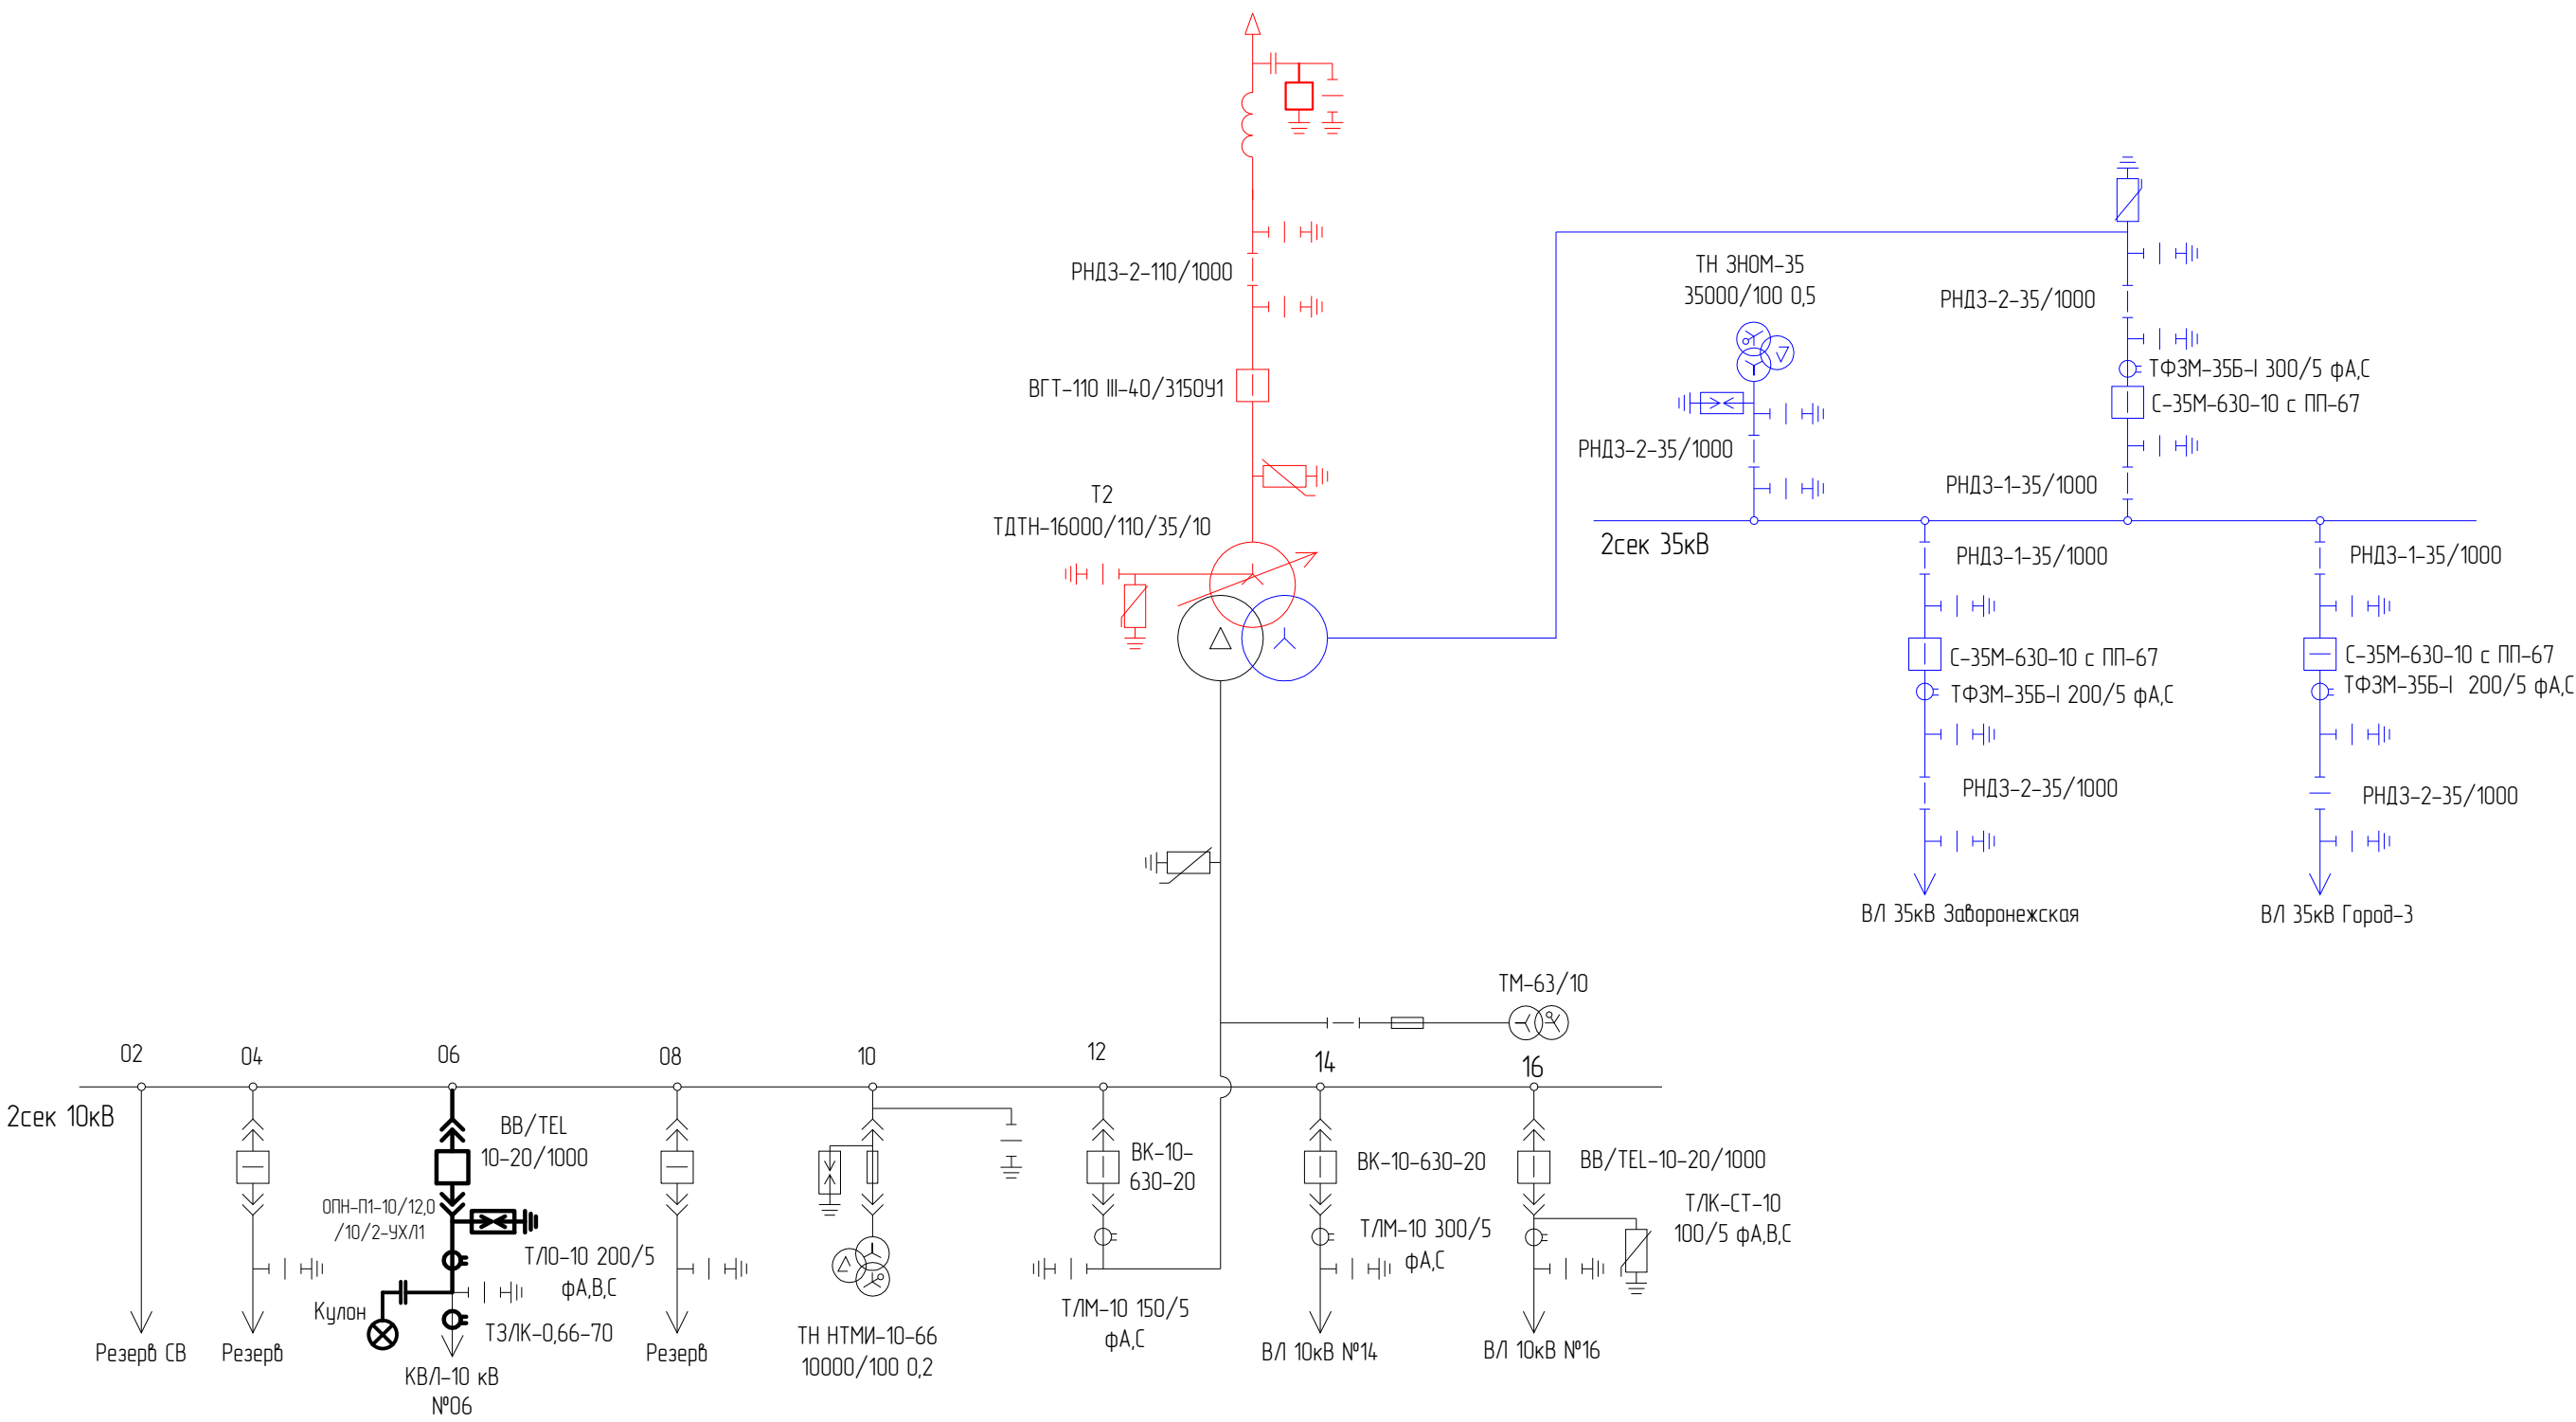 РНДЗ-2-110/1000
ВГТ-110 III-40/3150У1
Т2
ТДТН-16000/110/35/10
ТН ЗНОМ-35
35000/100 0,5
РНДЗ-2-35/1000
РНДЗ-2-35/1000
ТФЗМ-35Б-I 300/5 фА,С
С-35М-630-10 с ПП-67
РНДЗ-1-35/1000
2сек 35кВ
РНДЗ-1-35/1000
РНДЗ-1-35/1000
С-35М-630-10 с ПП-67
ТФЗМ-35Б-I 200/5 фА,С
С-35М-630-10 с ПП-67
ТФЗМ-35Б-I 200/5 фА,С
РНДЗ-2-35/1000
РНДЗ-2-35/1000
ВЛ 35кВ Заворонежская
ВЛ 35кВ Город-3
ТМ-63/10
02
04
06
08
10
12
14
16
2сек 10кВ
ВВ/TEL
10-20/1000
ОПН-П1-10/12,0
/10/2-УХЛ1
ТЛО-10 200/5
фА,В,С
Кулон
ТЗЛК-0,66-70
ВК-10-
630-20
ВК-10-630-20
ВВ/TEL-10-20/1000
ТЛК-СТ-10
100/5 фА,В,С
ТЛМ-10 300/5
фА,С
ТЛМ-10 150/5
фА,С
Резерв СВ
Резерв
КВЛ-10 кВ
№06
Резерв
ТН НТМИ-10-66
10000/100 0,2
ВЛ 10кВ №14
ВЛ 10кВ №16